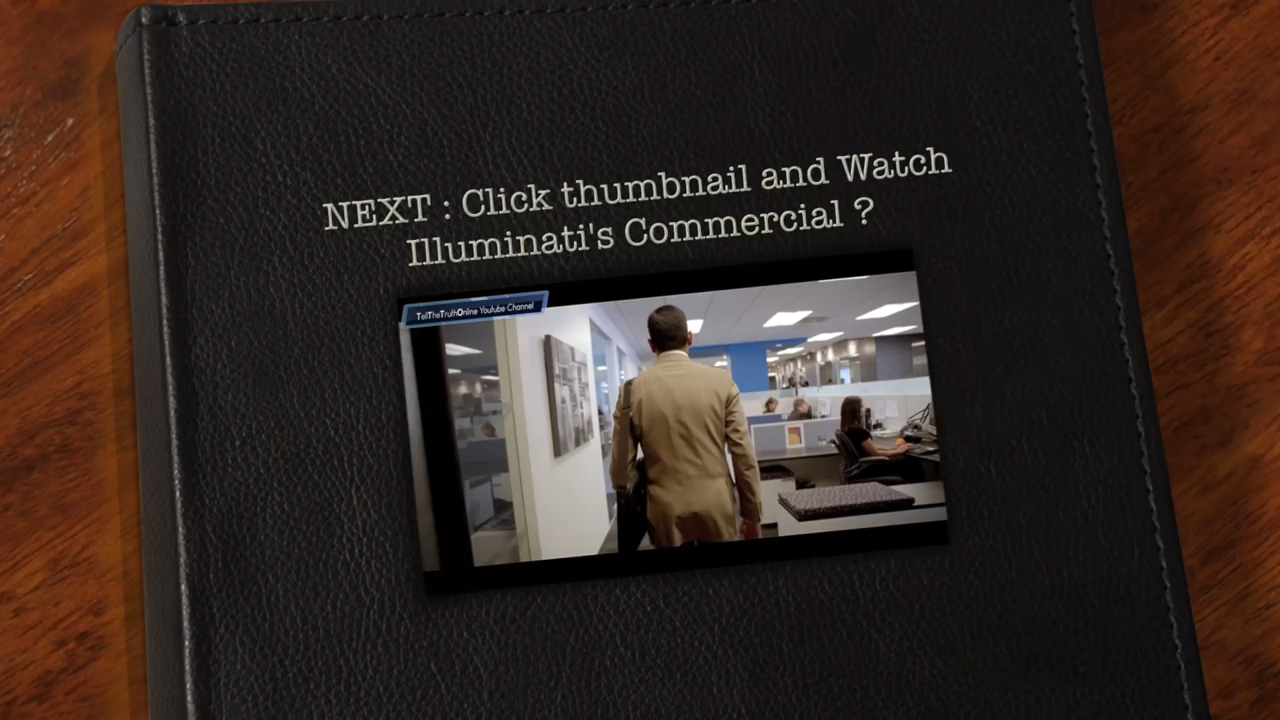 NEXT : Click thumbnail and Watch
Illuminati's Commercial ?
TellTheTruthOnline Youtube Channel